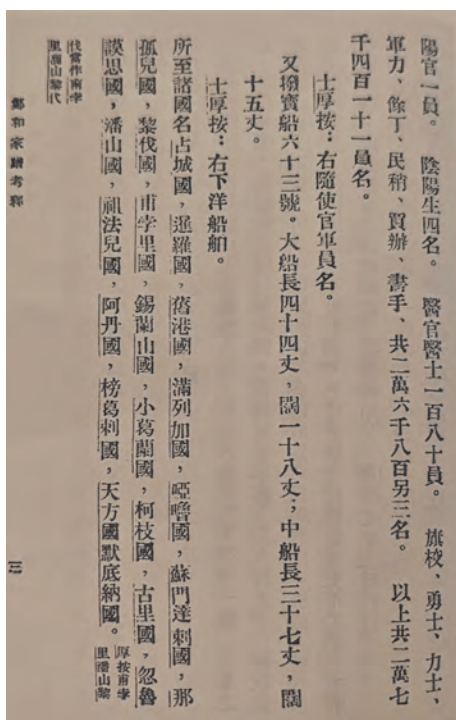 陽官一員。　陰陽生四名。　醫官醫士一百八十員。　旗校、勇士、力士、
軍力、餘丁、民稍、買辦、書手、共二萬六千八百另三名。　以上共二萬七
千四百一十一員名。
士厚按：右隨使官軍員名。
又撥寶船六十三號。大船長四十四丈，闊一十八丈；中船長三十七丈，闊
十五丈。
士厚按：右下洋船舶。
所至諸國名占城國，暹羅國，舊港國，滿列加國，啞嚕國，蘇門達剌國，那
孤兒國，黎伐國，甫孛里國，錫蘭山國，小葛蘭國，柯枝國，古里國，忽魯
謨思國，潘山國，祖法兒國，阿丹國，榜葛剌國，天方國默底納國。
厚按甫孛
里潘山黎
伐當作南孛
里溜山黎代
鄭和家譜考釋
三